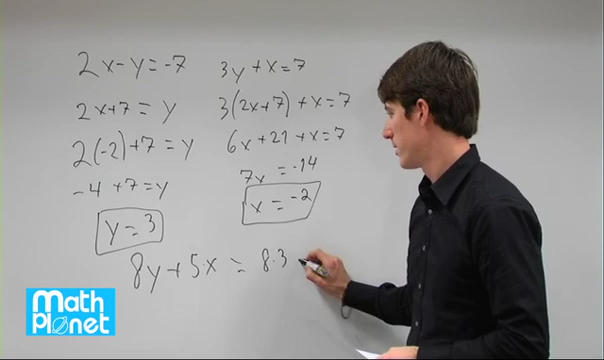 2x-y=-7
2x+7=y
2(-2)+7=y
-4+7=y
y=3
3y+x=7
3(2x+7)+x=7
6x+21+x=7
7x=-14
x=-2
8y+5x=8·3
Math
Planet